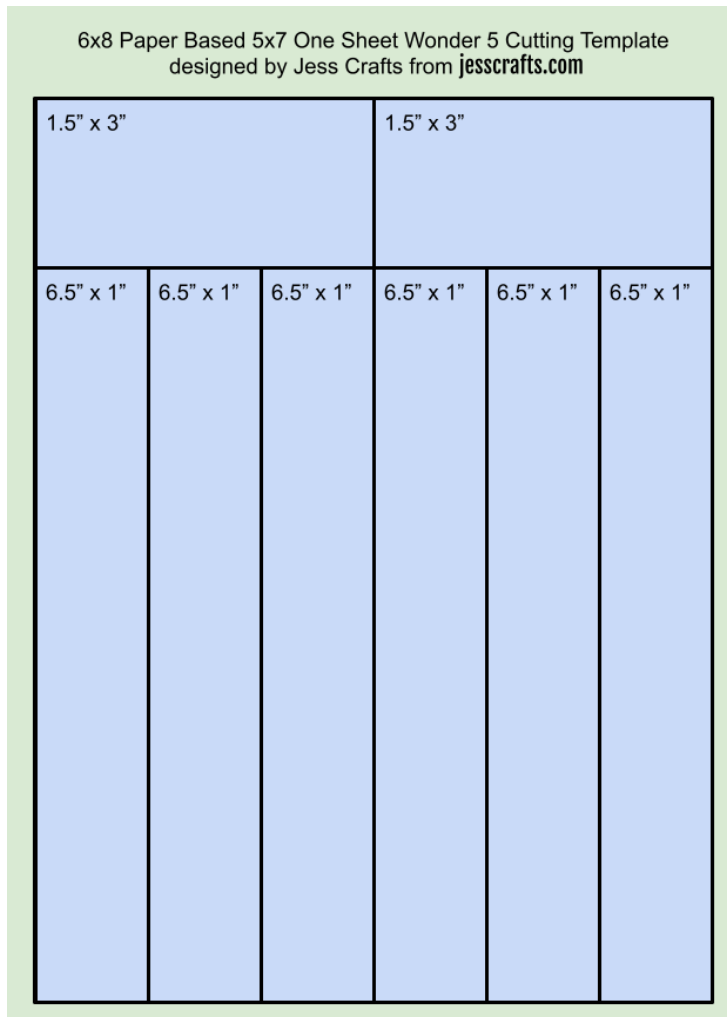 6x8 Paper Based 5x7 One Sheet Wonder 5 Cutting Template
designed by Jess Crafts from jesscrafts.com
1.5” x 3”
1.5” x 3”
6.5” x 1”
6.5” x 1”
6.5” x 1”
6.5” x 1”
6.5” x 1”
6.5” x 1”